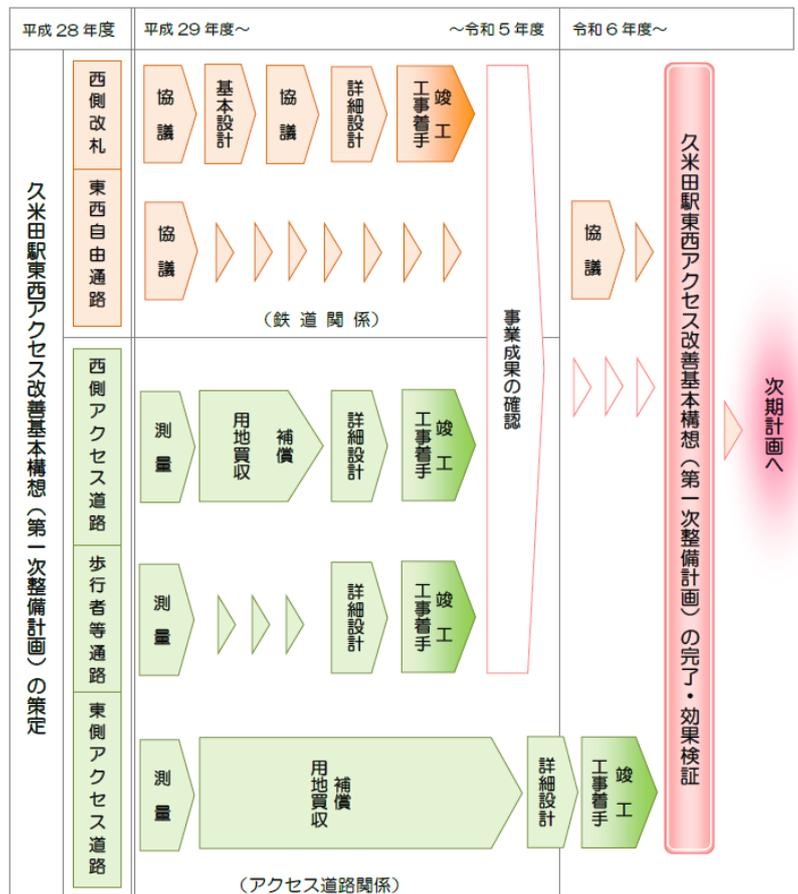 平成28年度
平成29年度～
～令和5年度
令和6年度～
久米田駅東西アクセス改善基本構想（第一次整備計画）の策定
西側改札
協議
基本設計
協議
詳細設計
工事着手
竣工
東西自由通路
協議
協議
（鉄道関係）
西側アクセス道路
測量
用地買収
補償
詳細設計
工事着手
竣工
歩行者等通路
測量
詳細設計
工事着手
竣工
東側アクセス道路
測量
用地買収
補償
詳細設計
工事着手
竣工
（アクセス道路関係）
事業成果の確認
久米田駅東西アクセス改善基本構想（第一次整備計画）の完了・効果検証
次期計画へ